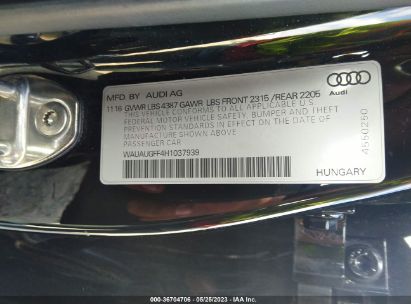 MFD. BY AUDI AG
11 16 GVWR LBS 4387 GAWR LBS FRONT 2315 /REAR 2205
THIS VEHICLE CONFORMS TO ALL APPLICABLE U.S.
FEDERAL MOTOR VEHICLE SAFETY, BUMPER AND THEFT
PREVENTION STANDARDS IN EFFECT ON THE DATE OF
MANUFACTURE SHOWN ABOVE
PASSENGER CAR
WAUAUGFF4H1037939
Audi
4550250
HUNGARY
VIN: 36704706 - 05/25/2023 - IAA Inc.